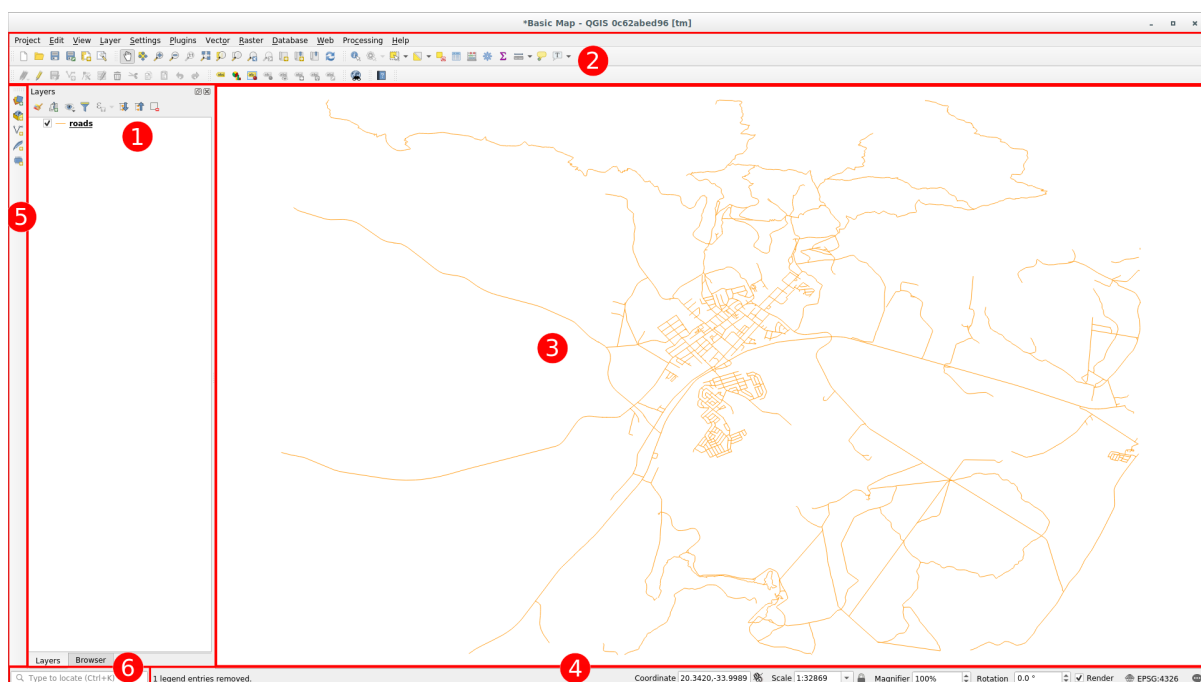 *Basic Map - QGIS 0c62abed96 [tm]
Project Edit View Layer Settings Plugins Vector Raster Database Web Processing Help
2
Layers
1
roads
5
3
Layers Browser
6
4
Type to locate (Ctrl+K) 1 legend entries removed. Coordinate 20.3420,-33.9989 Scale 1:32869 Magnifier 100% Rotation 0.0 ° Render EPSG:4326